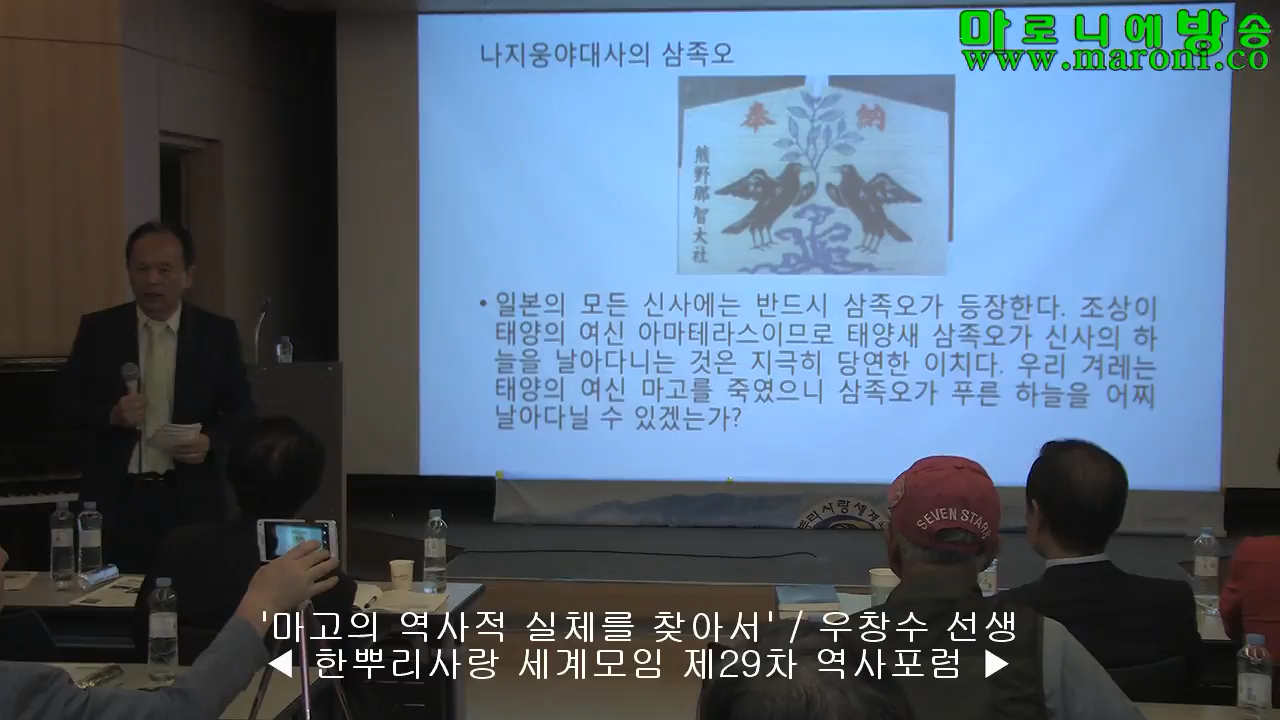 마로니에방송
www.maroni.co
나지웅야대사의 삼족오
奉 納
熊野那智大社
• 일본의 모든 신사에는 반드시 삼족오가 등장한다. 조상이
태양의 여신 아마테라스이므로 태양새 삼족오가 신사의 하
늘을 날아다니는 것은 지극히 당연한 이치다. 우리 겨레는
태양의 여신 마고를 죽였으니 삼족오가 푸른 하늘을 어찌
날아다닐 수 있겠는가?
뿌리사랑세계
SEVEN STARS
'마고의 역사적 실체를 찾아서' / 우창수 선생
◀ 한뿌리사랑 세계모임 제29차 역사포럼 ▶